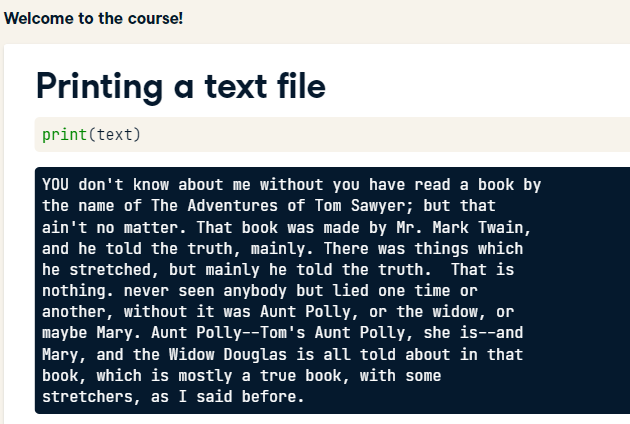 Welcome to the course!
Printing a text file
print(text)
YOU don't know about me without you have read a book by
the name of The Adventures of Tom Sawyer; but that
ain't no matter. That book was made by Mr. Mark Twain,
and he told the truth, mainly. There was things which
he stretched, but mainly he told the truth.  That is
nothing. never seen anybody but lied one time or
another, without it was Aunt Polly, or the widow, or
maybe Mary. Aunt Polly--Tom's Aunt Polly, she is--and
Mary, and the Widow Douglas is all told about in that
book, which is mostly a true book, with some
stretchers, as I said before.